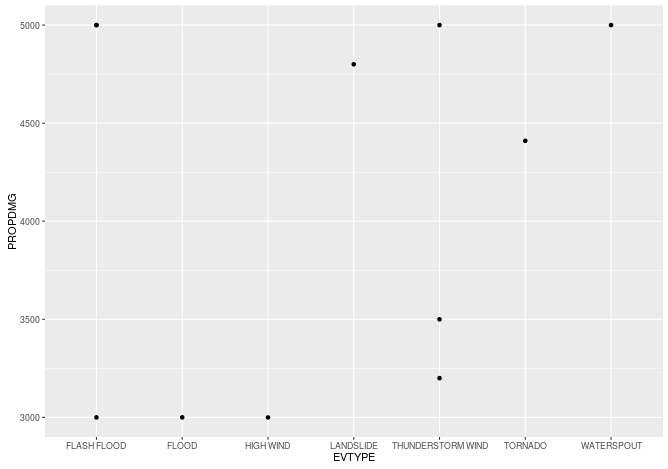 5000
4500
4000
3500
3000
PROPDMG
FLASH FLOOD FLOOD HIGH WIND LANDSLIDE THUNDERSTORM WIND TORNADO WATERSPOUT
EVTYPE